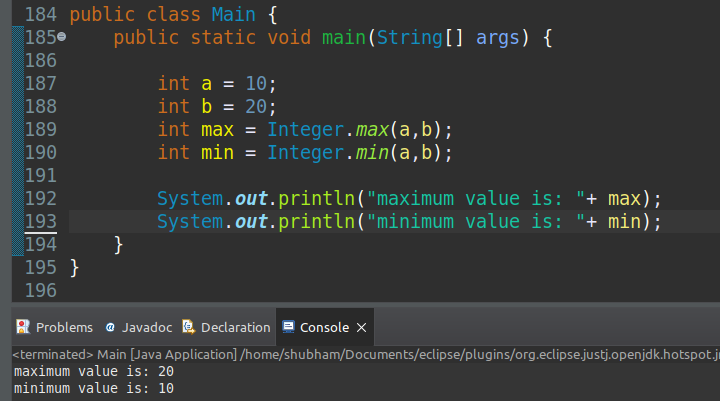 184 public class Main {
185 public static void main(String[] args) {
186
187 int a = 10;
188 int b = 20;
189 int max = Integer.max(a,b);
190 int min = Integer.min(a,b);
191
192 System.out.println("maximum value is: "+ max);
193 System.out.println("minimum value is: "+ min);
194 }
195 }
196
Problems @ Javadoc Declaration Console
<terminated> Main [Java Application] /home/shubham/Documents/eclipse/plugins/org.eclipse.justj.openjdk.hotspot.j
maximum value is: 20
minimum value is: 10